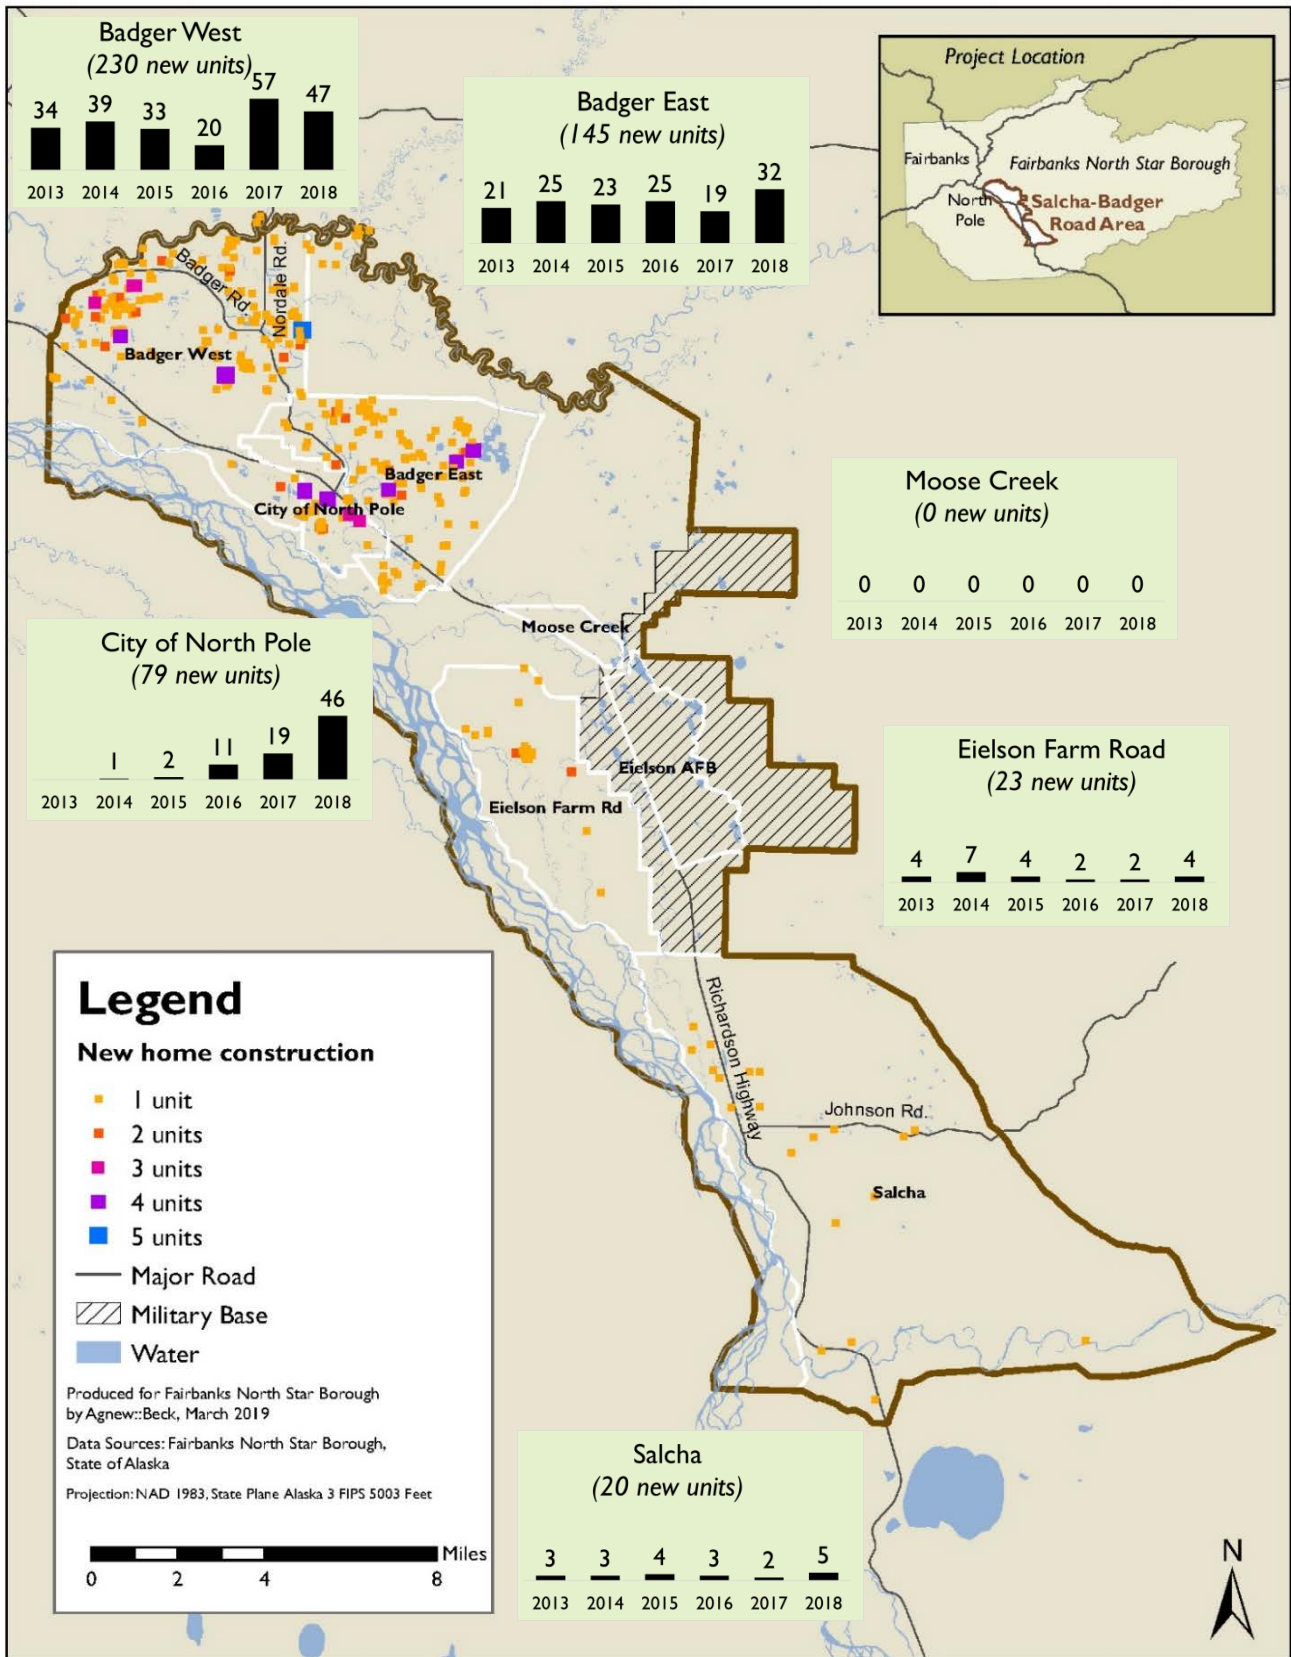 Badger West
(230 new units)
34 39 33 20 57 47
2013 2014 2015 2016 2017 2018
Badger East
(145 new units)
21 25 23 25 19 32
2013 2014 2015 2016 2017 2018
Project Location
Fairbanks
Fairbanks North Star Borough
North
Pole
Salcha-Badger
Road Area
Badger Rd.
Nordale Rd.
Badger West
Badger East
City of North Pole
Moose Creek
(0 new units)
0 0 0 0 0 0
2013 2014 2015 2016 2017 2018
Moose Creek
City of North Pole
(79 new units)
1 2 11 19 46
2013 2014 2015 2016 2017 2018
Eielson AFB
Eielson Farm Rd
Eielson Farm Road
(23 new units)
4 7 4 2 2 4
2013 2014 2015 2016 2017 2018
Richardson Highway
Johnson Rd.
Salcha
Legend
New home construction
1 unit
2 units
3 units
4 units
5 units
Major Road
Military Base
Water
Produced for Fairbanks North Star Borough
by Agnew::Beck, March 2019
Data Sources: Fairbanks North Star Borough,
State of Alaska
Projection: NAD 1983, State Plane Alaska 3 FIPS 5003 Feet
Miles
0 2 4 8
Salcha
(20 new units)
3 3 4 3 2 5
2013 2014 2015 2016 2017 2018
N